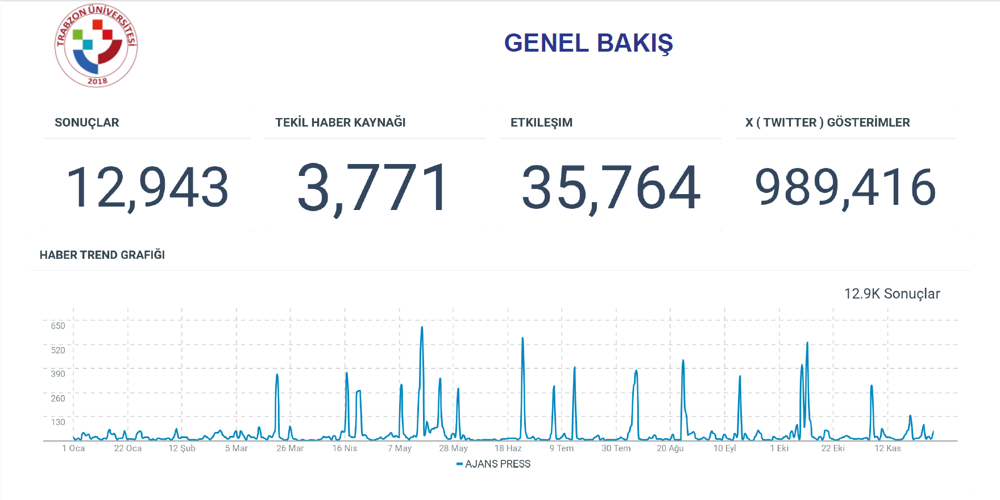 TRABZON ÜNİVERSİTESİ
2018
GENEL BAKIŞ
SONUÇLAR
TEKİL HABER KAYNAĞI
ETKILEŞIM
X ( TWITTER ) GÖSTERİMLER
12,943
3,771
35,764
989,416
HABER TREND GRAFIĞI
12.9K Sonuçlar
650
520
390
260
130
1 Oca
22 Oca
12 Şub
5 Mar
26 Mar
16 Nis
7 May
28 May
18 Haz
9 Tem
30 Tem
20 Ağu
10 Eyl
1 Eki
22 Eki
12 Kas
AJANS PRESS